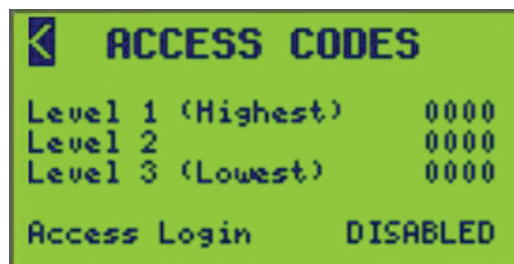 < ACCESS CODES
Level 1 (Highest) 0000
Level 2 0000
Level 3 (Lowest) 0000
Access Login DISABLED